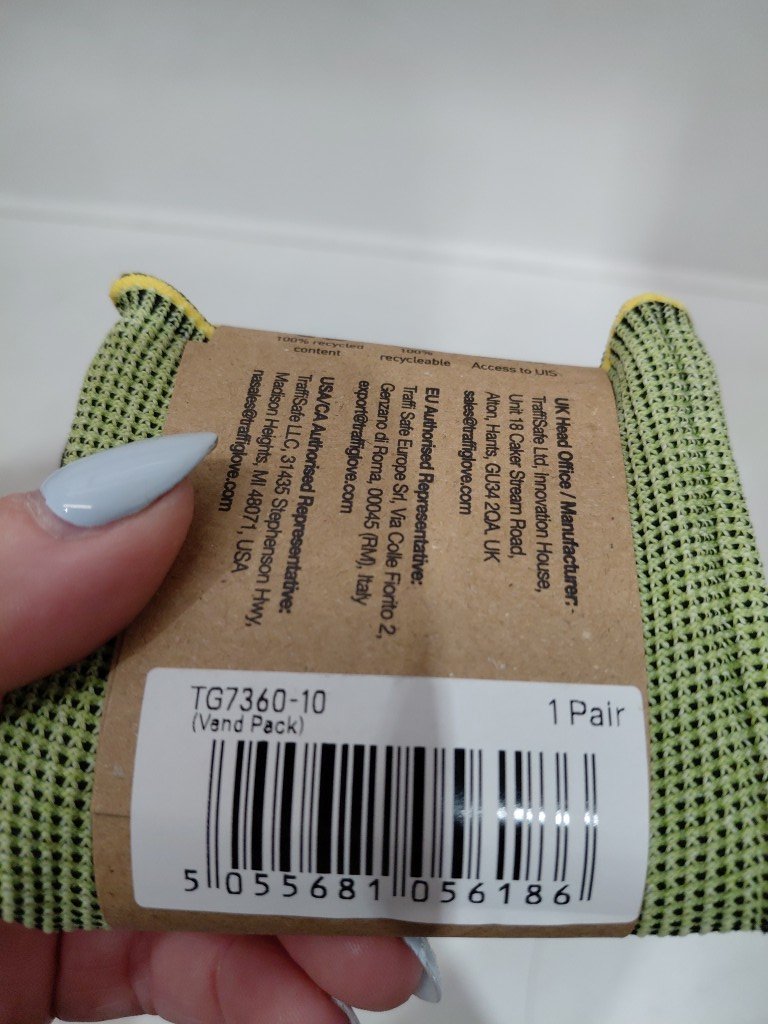 100% recycled
content
100%
recycleable
Access to UIS
UK Head Office / Manufacturer:
TraffiSafe Ltd, Innovation House,
Unit 18 Caker Stream Road,
Alton, Hants, GU34 2QA, UK
sales@traffiglove.com
EU Authorised Representative:
Traffi Safe Europe Srl, Via Colle Fiorito 2,
Genzano di Roma, 00045 (RM), Italy
export@traffiglove.com
USA/CA Authorised Representative:
TraffiSafe LLC, 31435 Stephenson Hwy,
Madison Heights, MI 48071, USA
nasales@traffiglove.com
TG7360-10
(Vend Pack)
1 Pair
5 055681 056186